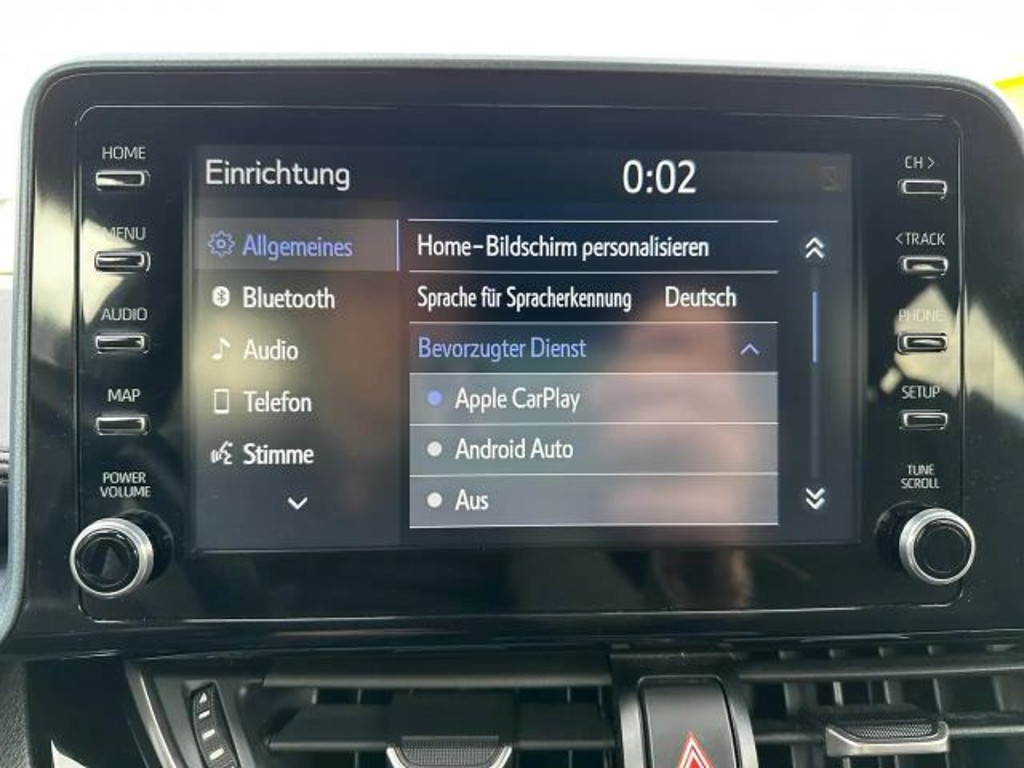 HOME
MENU
AUDIO
MAP
POWER
VOLUME
Einrichtung
0:02
Allgemeines
Bluetooth
Audio
Telefon
Stimme
Home-Bildschirm personalisieren
Sprache für Spracherkennung Deutsch
Bevorzugter Dienst
Apple CarPlay
Android Auto
Aus
CH >
< TRACK
PHONE
SETUP
TUNE
SCROLL